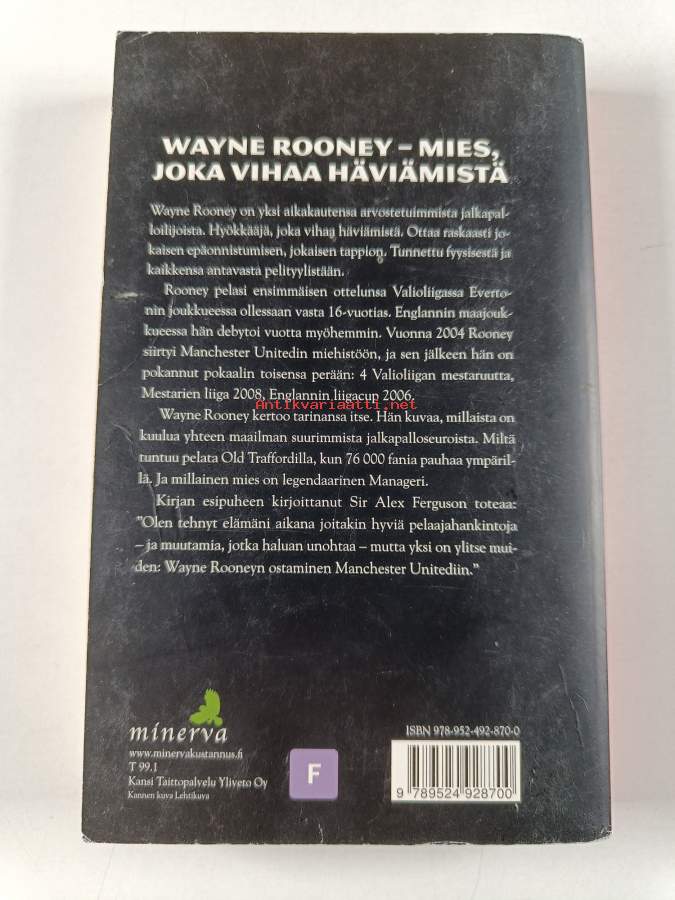 WAYNE ROONEY – MIES,
JOKA VIHAA HÄVIÄMISTÄ
Wayne Rooney on yksi aikakautensa arvostetuimmista jalkapal-
loilijoista. Hyökkääjä, joka vihaa häviämistä. Ottaa raskaasti jo-
kaisen epäonnistumisen, jokaisen tappion. Tunnettu fyysisestä ja
kaikkensa antavasta pelityylistään.
Rooney pelasi ensimmäisen ottelunsa Valioliigassa Everto-
nin joukkueessa ollessaan vasta 16-vuotias. Englannin maajouk-
kueessa hän debytoi vuotta myöhemmin. Vuonna 2004 Rooney
siirtyi Manchester Unitedin miehistöön, ja sen jälkeen hän on
pokannut pokaalin toisensa perään: 4 Valioliigan mestaruutta,
Mestarien liiga 2008, Englannin liigacup 2006.
Antikvariaatti.net
Wayne Rooney kertoo tarinansa itse. Hän kuvaa, millaista on
kuulua yhteen maailman suurimmista jalkapalloseuroista. Miltä
tuntuu pelata Old Traffordilla, kun 76 000 fania pauhaa ympäril-
lä. Ja millainen mies on legendaarinen Manageri.
Kirjan esipuheen kirjoittanut Sir Alex Ferguson toteaa:
”Olen tehnyt elämäni aikana joitakin hyviä pelaajahankintoja
– ja muutamia, jotka haluan unohtaa – mutta yksi on ylitse mui-
den: Wayne Rooneyn ostaminen Manchester Unitediin.”
minerva
www.minervakustannus.fi
T 99.1
Kansi Taittopalvelu Yliveto Oy
Kannen kuva Lehtikuva
F
ISBN 978-952-492-870-0
9 789524 928700